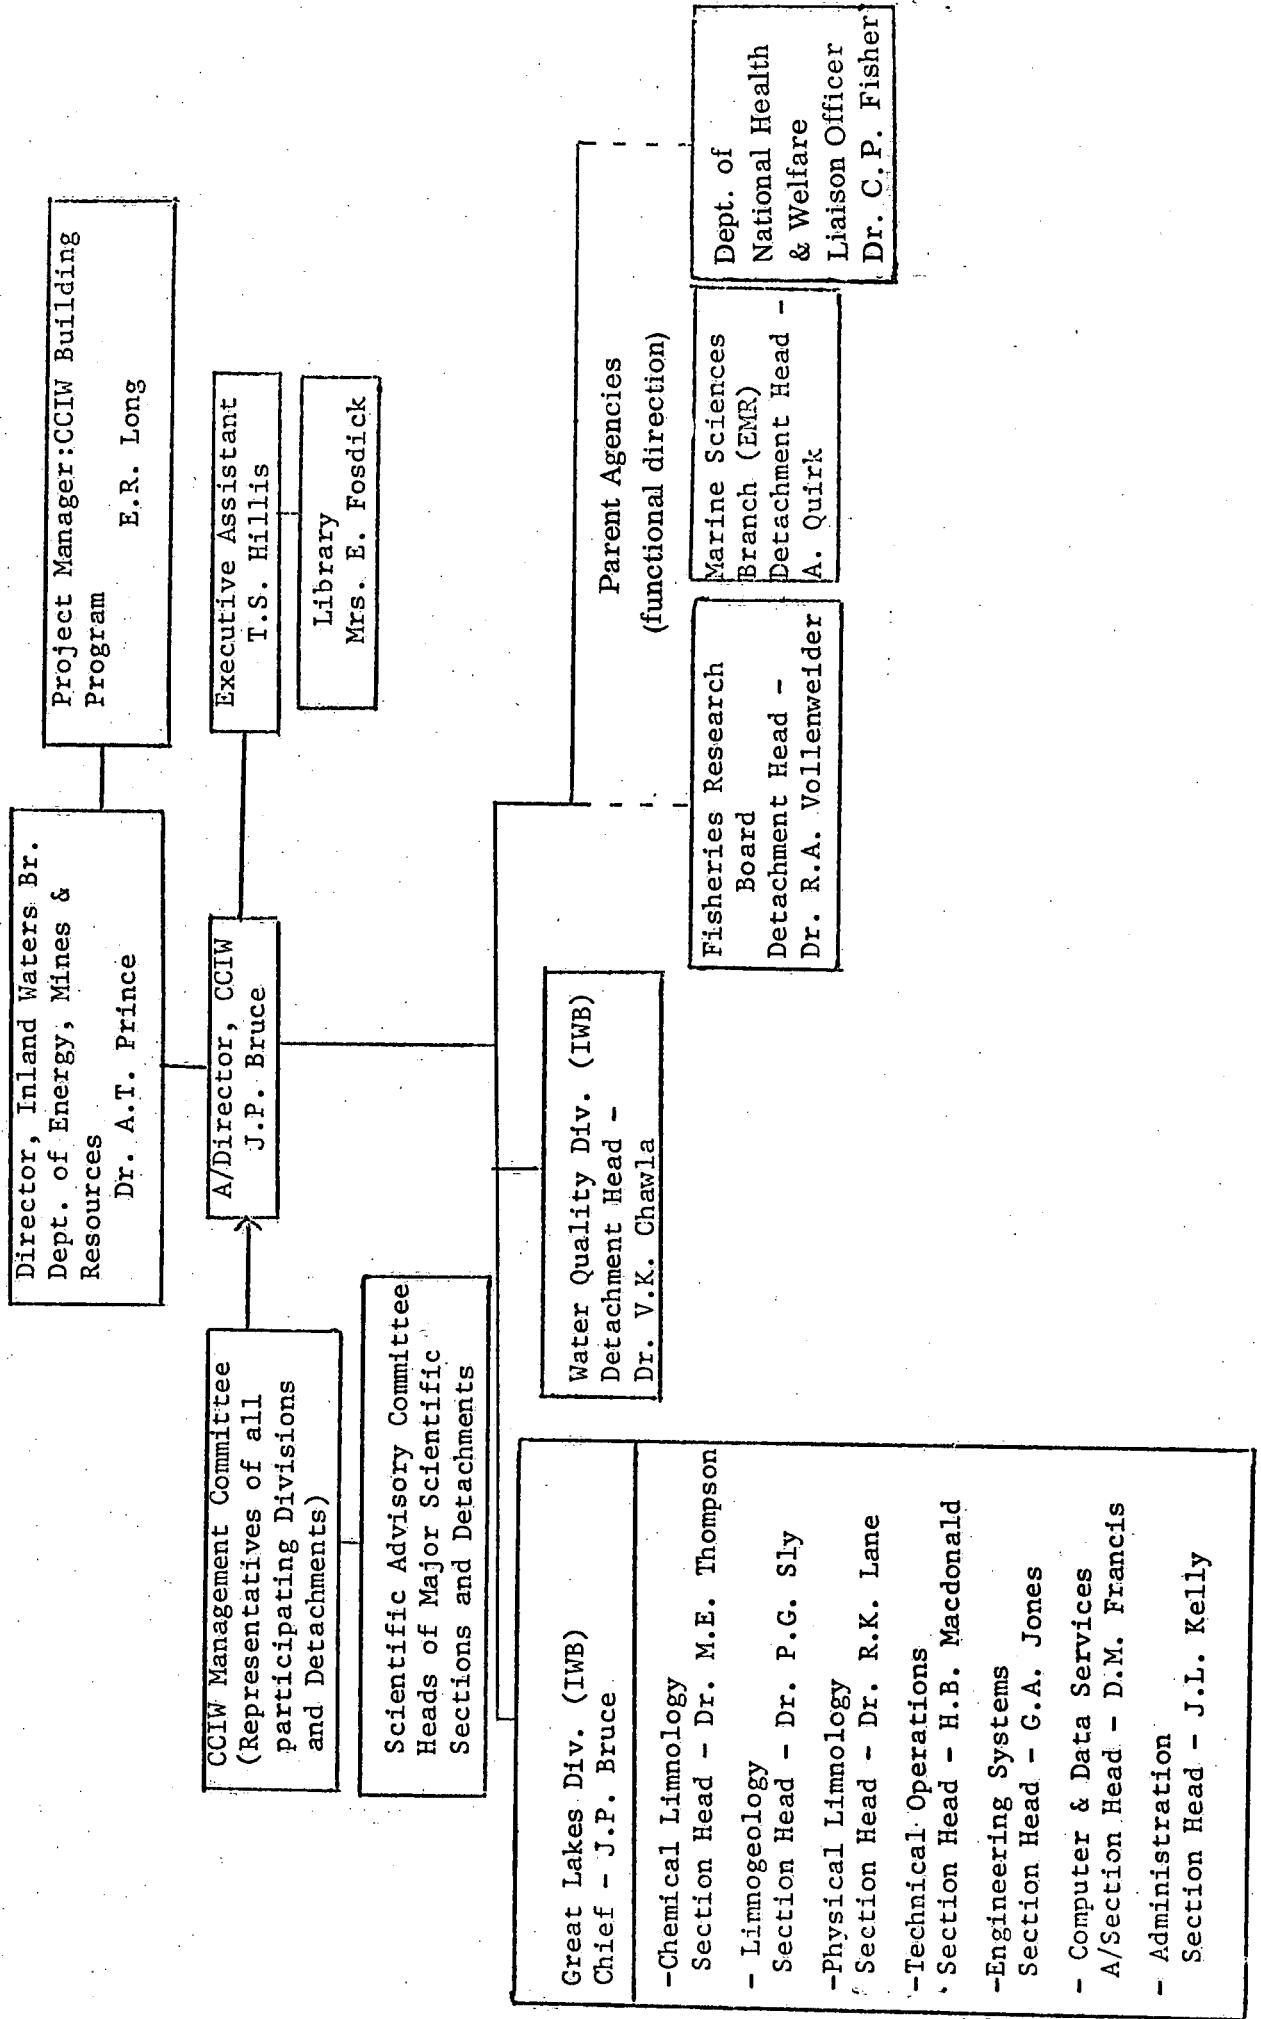 Director, Inland Waters Br.
Dept. of Energy, Mines &
Resources
Dr. A.T. Prince
Project Manager:CCIW Building
Program
E.R. Long
CCIW Management Committee
(Representatives of all
participating Divisions
and Detachments)
A/Director, CCIW
J.P. Bruce
Executive Assistant
T.S. Hillis
Library
Mrs. E. Fosdick
Scientific Advisory Committee
Heads of Major Scientific
Sections and Detachments
Great Lakes Div. (IWB)
Chief - J.P. Bruce
-Chemical Limnology
Section Head - Dr. M.E. Thompson
- Limnogeology
Section Head - Dr. P.G. Sly
-Physical Limnology
Section Head - Dr. R.K. Lane
-Technical Operations
Section Head - H.B. Macdonald
-Engineering Systems
Section Head - G.A. Jones
- Computer & Data Services
A/Section Head - D.M. Francis
- Administration
Section Head - J.L. Kelly
Water Quality Div. (IWB)
Detachment Head -
Dr. V.K. Chawla
Parent Agencies
(functional direction)
Fisheries Research
Board
Detachment Head -
Dr. R.A. Vollenweider
Marine Sciences
Branch (EMR)
Detachment Head -
A. Quirk
Dept. of
National Health
& Welfare
Liaison Officer
Dr. C.P. Fisher